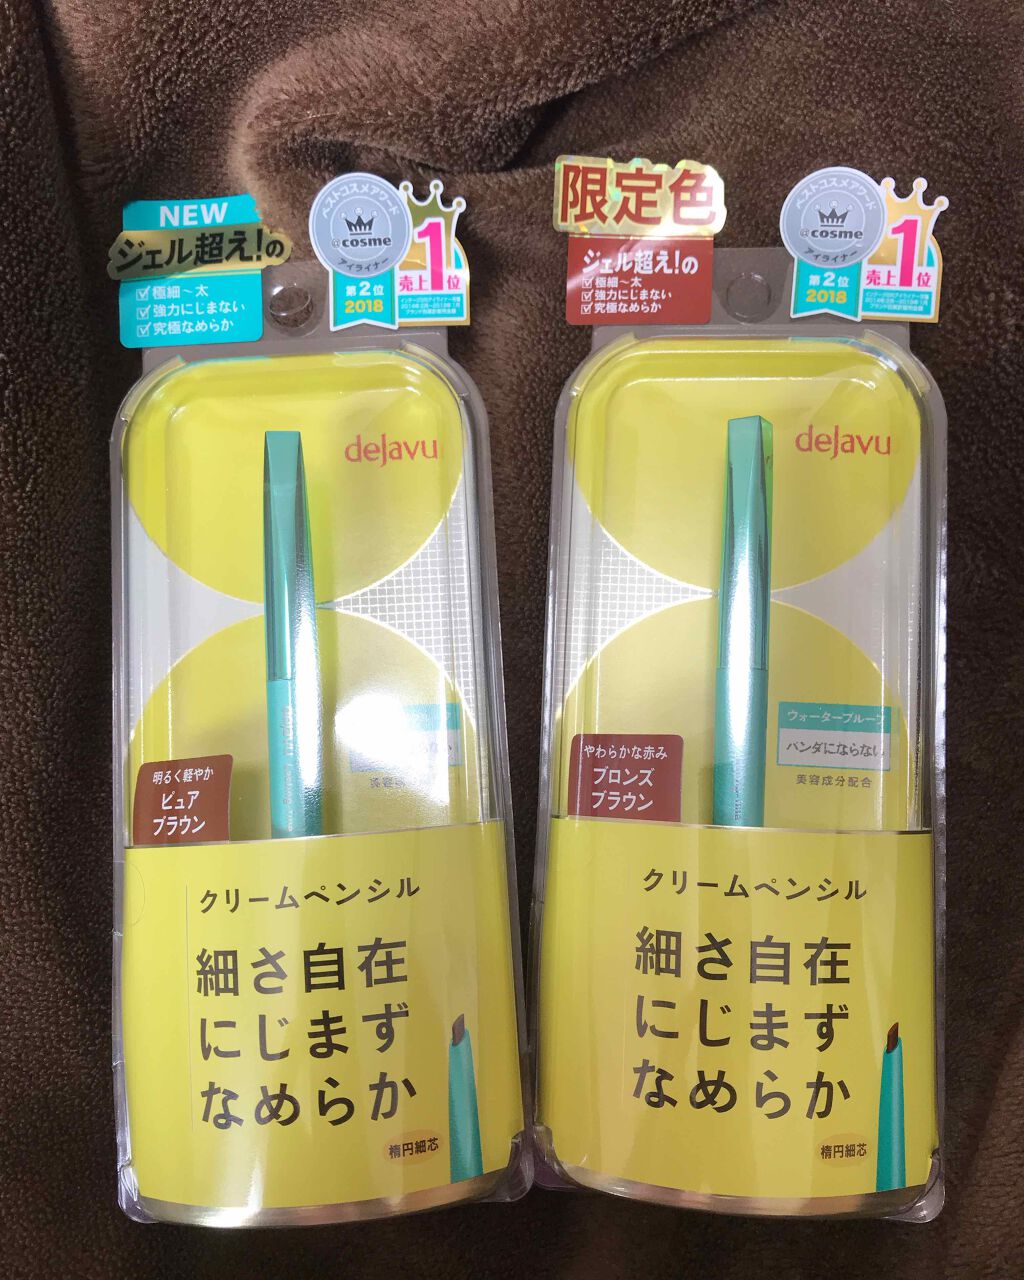 NEW
ジェル超え!の
極細～太
強力ににじまない
究極なめらか
ベストコスメアワード
@cosme
アイライナー
第2位
2018
売上1位
dejavu
明るく軽やか
ピュア
ブラウン
クリームペンシル
細さ自在
にじまず
なめらか
楕円細芯
限定色
ジェル超え!の
極細～太
強力ににじまない
究極なめらか
ベストコスメアワード
@cosme
アイライナー
第2位
2018
売上1位
dejavu
ウォータープルーフ
パンダにならない
美容成分配合
やわらかな赤み
ブロンズ
ブラウン
クリームペンシル
細さ自在
にじまず
なめらか
楕円細芯